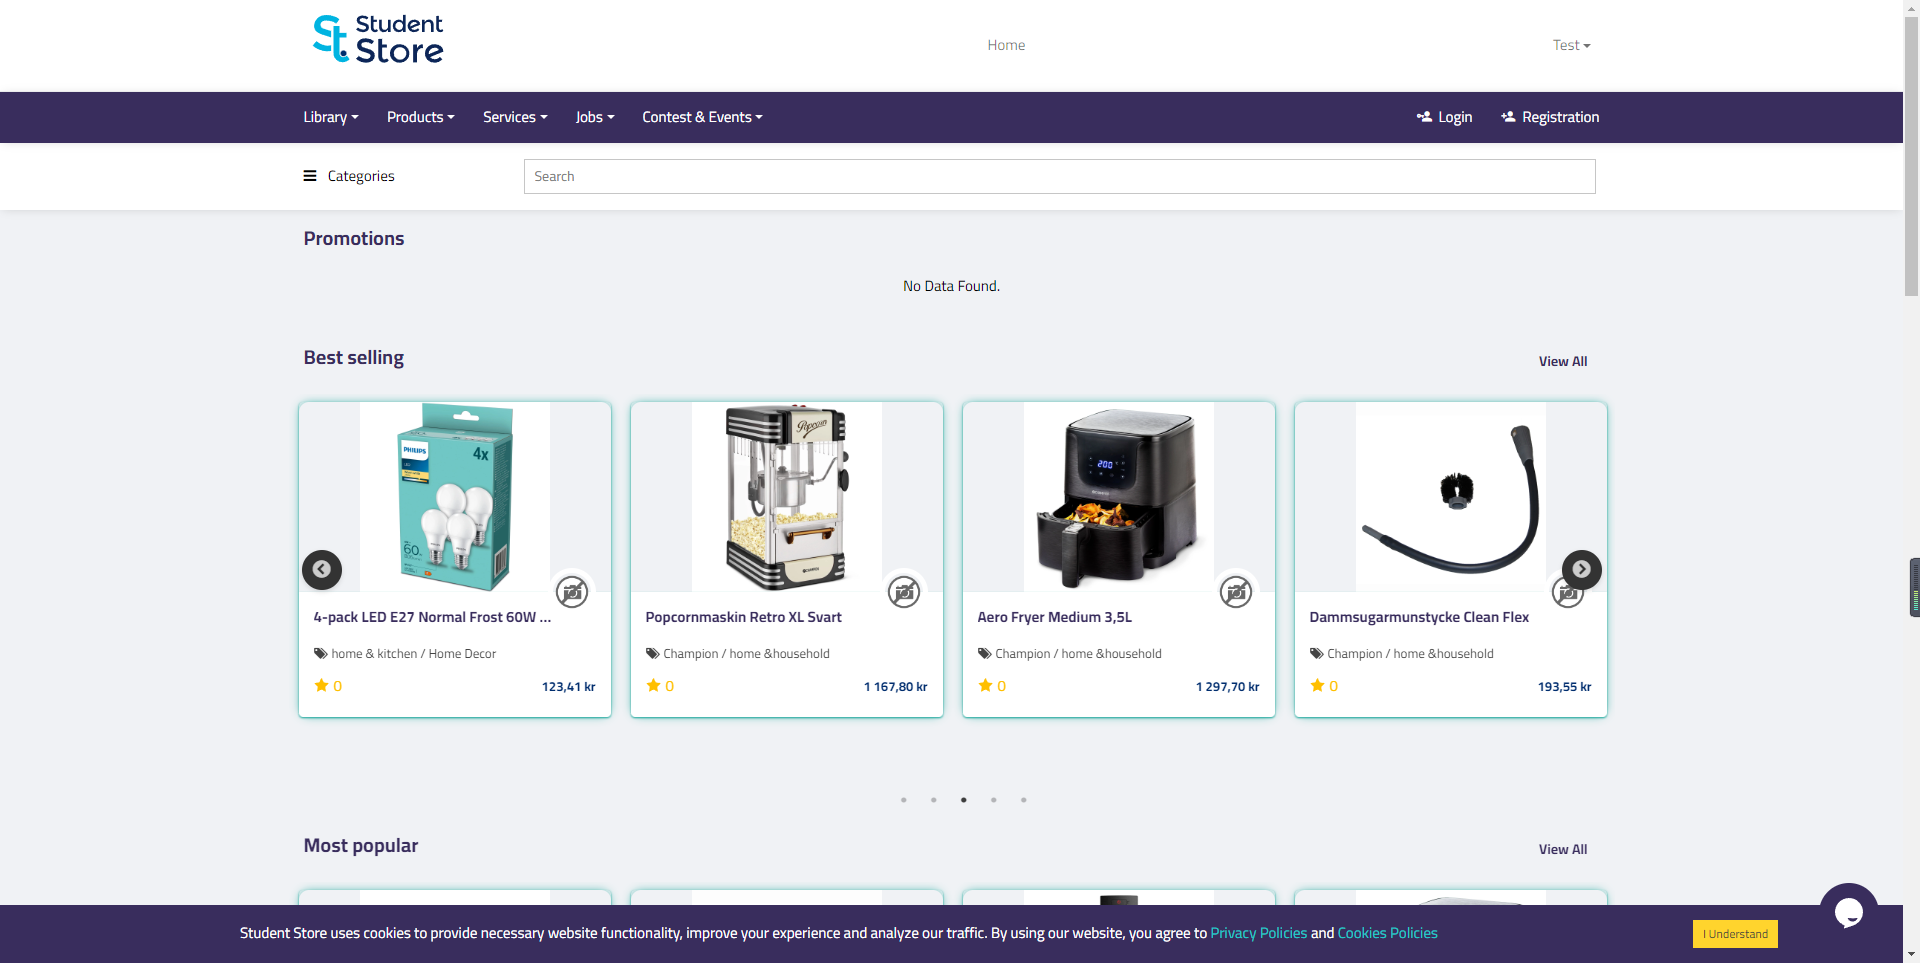 Student
Store
Home
Test
Library
Products
Services
Jobs
Contest & Events
Login
Registration
Categories
Search
Promotions
No Data Found.
Best selling
View All
PHILIPS
4x
60
Popcorn
200
4-pack LED E27 Normal Frost 60W ...
Popcornmaskin Retro XL Svart
Aero Fryer Medium 3,5L
Dammsugarmunstycke Clean Flex
home & kitchen / Home Decor
Champion / home &household
Champion / home &household
Champion / home &household
0
123,41 kr
0
1 167,80 kr
0
1 297,70 kr
0
193,55 kr
Most popular
View All
Student Store uses cookies to provide necessary website functionality, improve your experience and analyze our traffic. By using our website, you agree to Privacy Policies and Cookies Policies
I Understand